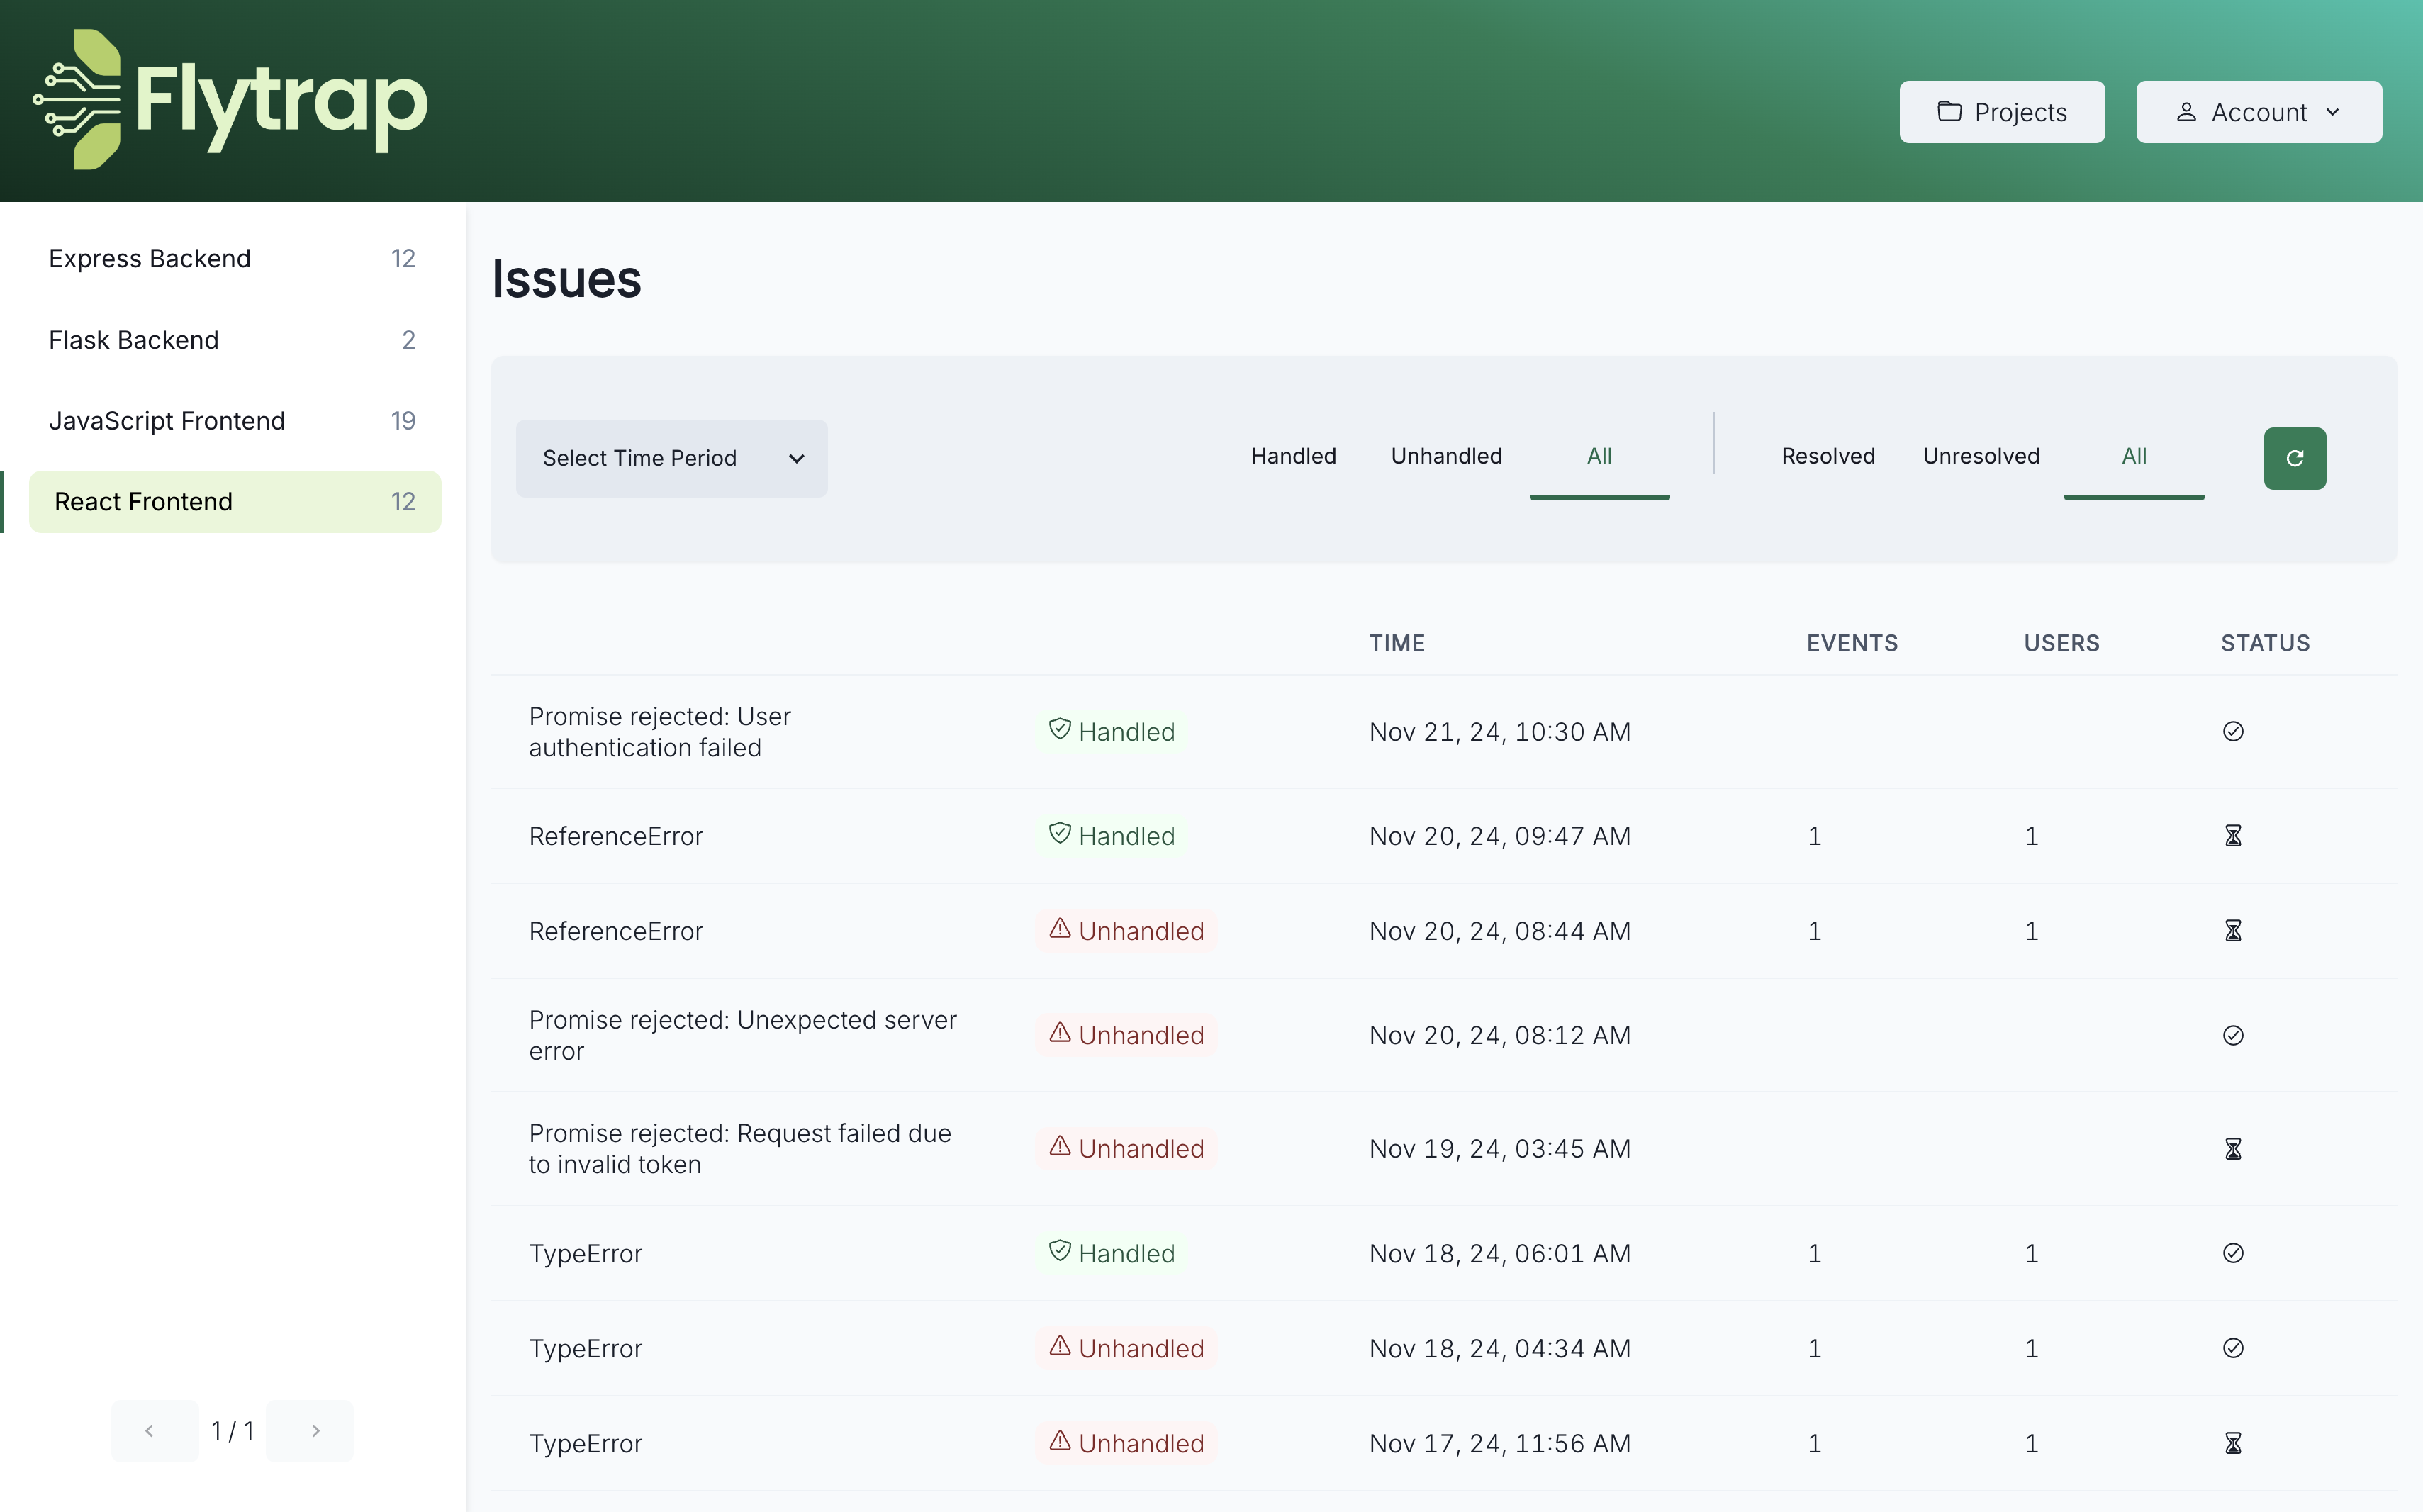 Flytrap
Projects
Account
Express Backend 12
Flask Backend 2
JavaScript Frontend 19
React Frontend 12
1 / 1
Issues
Select Time Period
Handled Unhandled All
Resolved Unresolved All
TIME EVENTS USERS STATUS
Promise rejected: User
authentication failed
Handled Nov 21, 24, 10:30 AM
ReferenceError Handled Nov 20, 24, 09:47 AM 1 1
ReferenceError Unhandled Nov 20, 24, 08:44 AM 1 1
Promise rejected: Unexpected server
error
Unhandled Nov 20, 24, 08:12 AM
Promise rejected: Request failed due
to invalid token
Unhandled Nov 19, 24, 03:45 AM
TypeError Handled Nov 18, 24, 06:01 AM 1 1
TypeError Unhandled Nov 18, 24, 04:34 AM 1 1
TypeError Unhandled Nov 17, 24, 11:56 AM 1 1